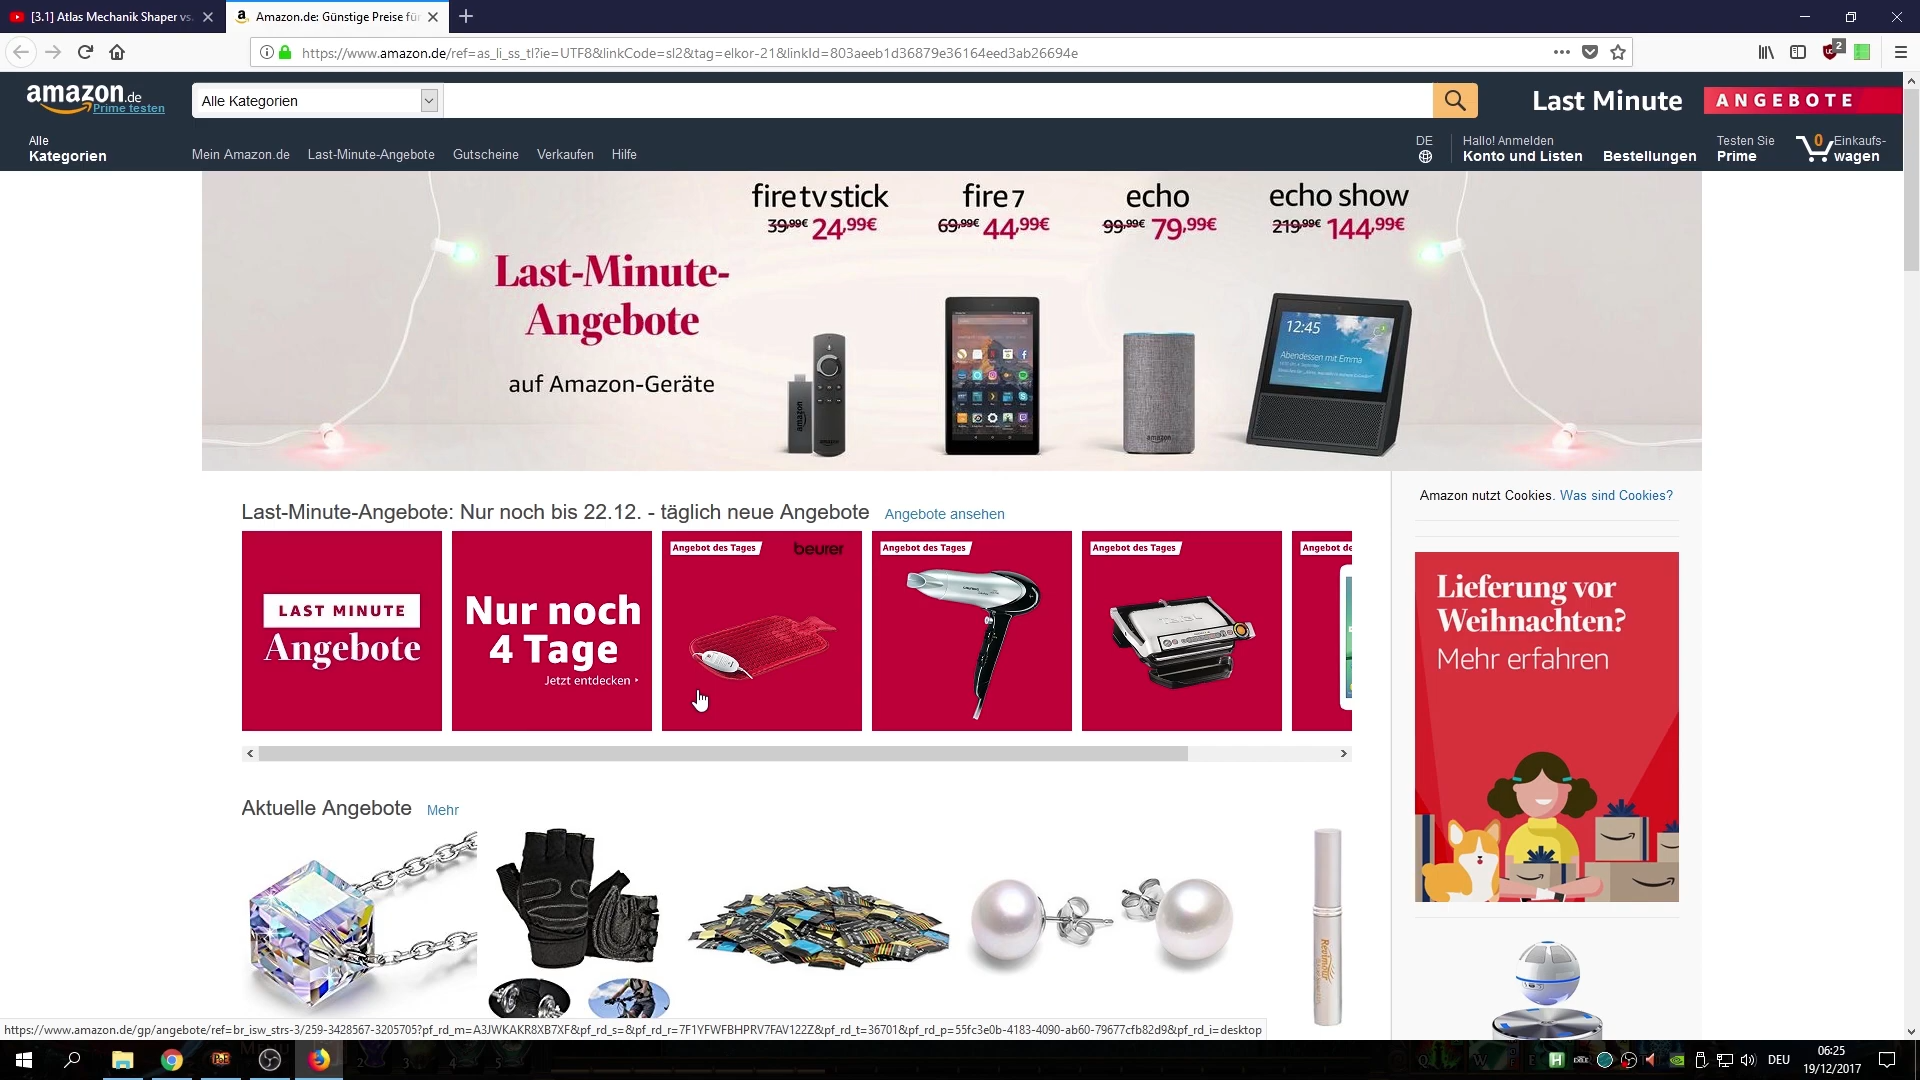 [3.1] Atlas Mechanik Shaper vs.
Amazon.de: Günstige Preise für
https://www.amazon.de/ref=as_li_ss_tl?ie=UTF8&linkCode=sl2&tag=elkor-21&linkId=803aeeb1d36879e36164eed3ab26694e
2
amazon.de
Prime testen
Alle Kategorien
Last Minute
ANGEBOTE
Alle
Kategorien
Mein Amazon.de
Last-Minute-Angebote
Gutscheine
Verkaufen
Hilfe
DE
Hallo! Anmelden
Konto und Listen
Bestellungen
Testen Sie
Prime
0
Einkaufs-
wagen
fire tv stick
39,99€ 24,99€
fire 7
69,99€ 44,99€
echo
99,99€ 79,99€
echo show
219,99€ 144,99€
Last-Minute-
Angebote
auf Amazon-Geräte
12:45
Abendessen mit Emma
amazon
amazon
Last-Minute-Angebote: Nur noch bis 22.12. - täglich neue Angebote
Angebote ansehen
Amazon nutzt Cookies. Was sind Cookies?
LAST MINUTE
Angebote
Nur noch
4 Tage
Jetzt entdecken
Angebot des Tages
beurer
Angebot des Tages
Angebot des Tages
Angebot de
Lieferung vor
Weihnachten?
Mehr erfahren
Aktuelle Angebote
Mehr
https://www.amazon.de/gp/angebote/ref=br_isw_strs-3/259-3428567-3205705?pf_rd_m=A3JWKAKR8XB7XF&pf_rd_s=&pf_rd_r=7F1YFWFBHPRV7FAV122Z&pf_rd_t=36701&pf_rd_p=55fc3e0b-4183-4090-ab60-79677cfb82d9&pf_rd_i=desktop
DEU
06:25
19/12/2017